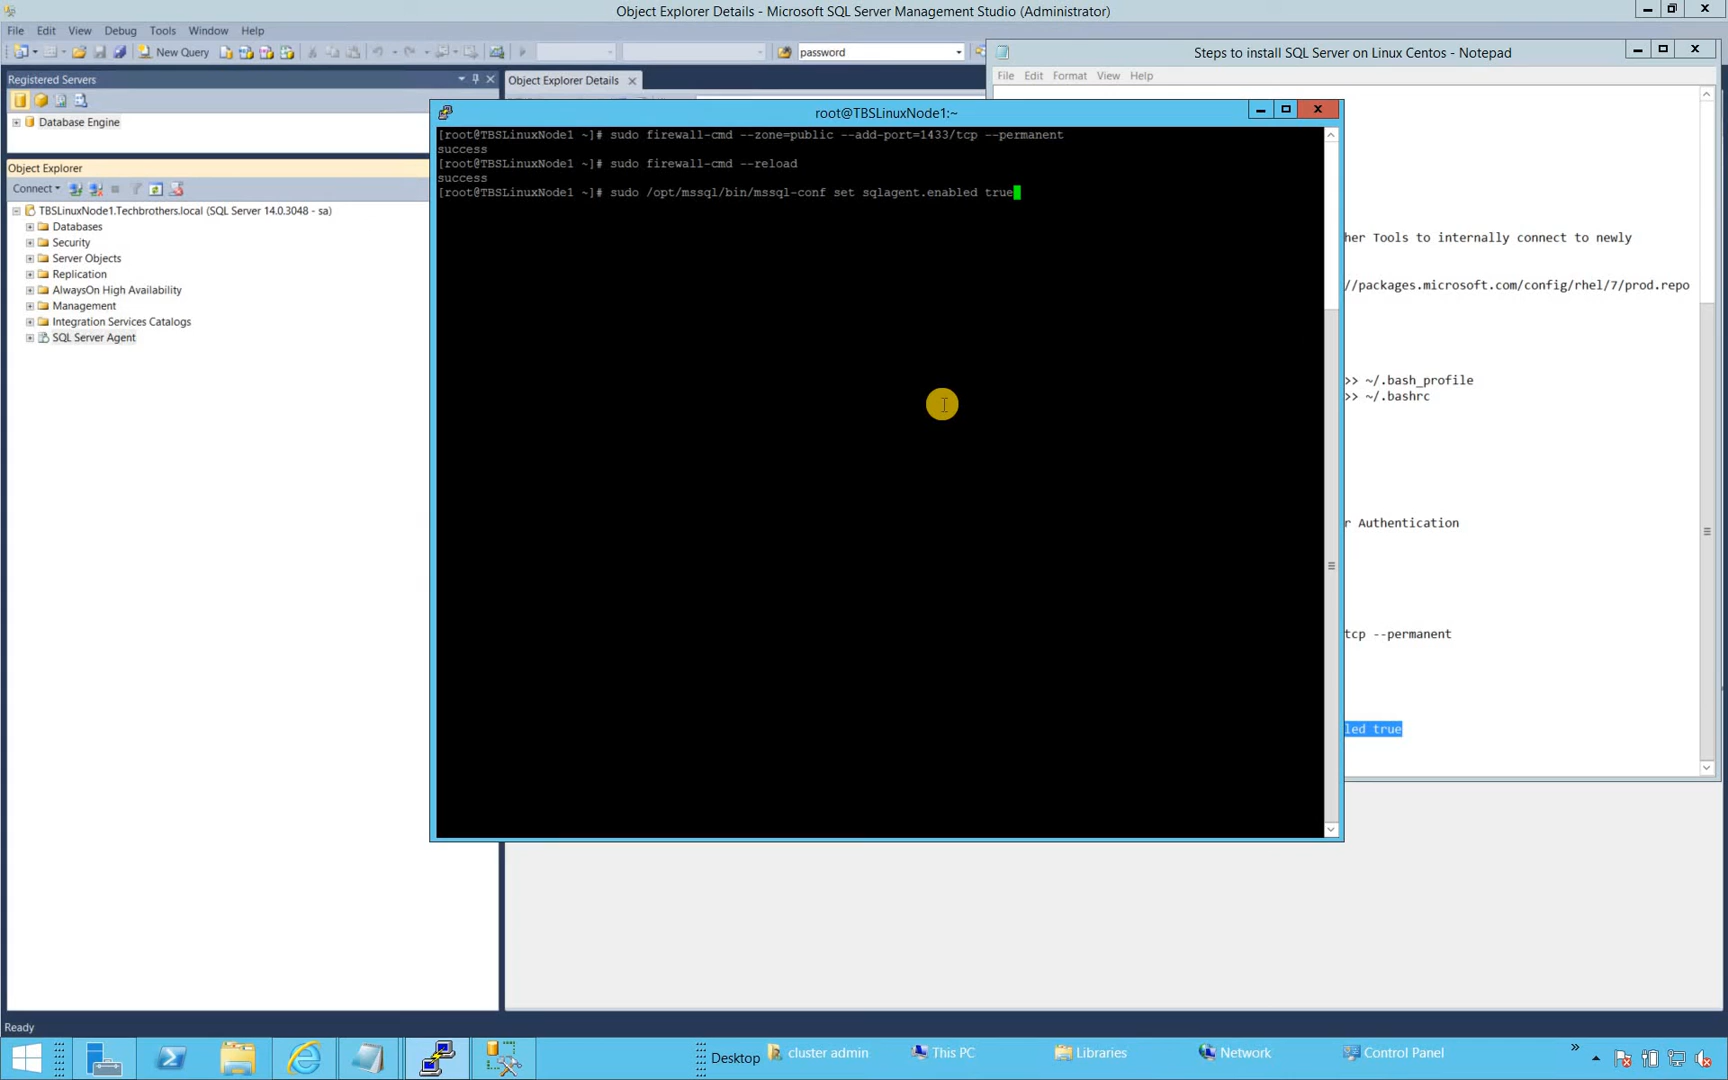 Object Explorer Details - Microsoft SQL Server Management Studio (Administrator)
File Edit View Debug Tools Window Help
New Query
password
Registered Servers
Database Engine
Object Explorer
Connect
TBSLinuxNode1.Techbrothers.local (SQL Server 14.0.3048 - sa)
Databases
Security
Server Objects
Replication
AlwaysOn High Availability
Management
Integration Services Catalogs
SQL Server Agent
Object Explorer Details
Steps to install SQL Server on Linux Centos - Notepad
File Edit Format View Help
root@TBSLinuxNode1:~
[root@TBSLinuxNode1 ~]# sudo firewall-cmd --zone=public --add-port=1433/tcp --permanent
success
[root@TBSLinuxNode1 ~]# sudo firewall-cmd --reload
success
[root@TBSLinuxNode1 ~]# sudo /opt/mssql/bin/mssql-conf set sqlagent.enabled true
her Tools to internally connect to newly
//packages.microsoft.com/config/rhel/7/prod.repo
>> ~/.bash_profile
>> ~/.bashrc
r Authentication
tcp --permanent
led true
Ready
Desktop
cluster admin
This PC
Libraries
Network
Control Panel